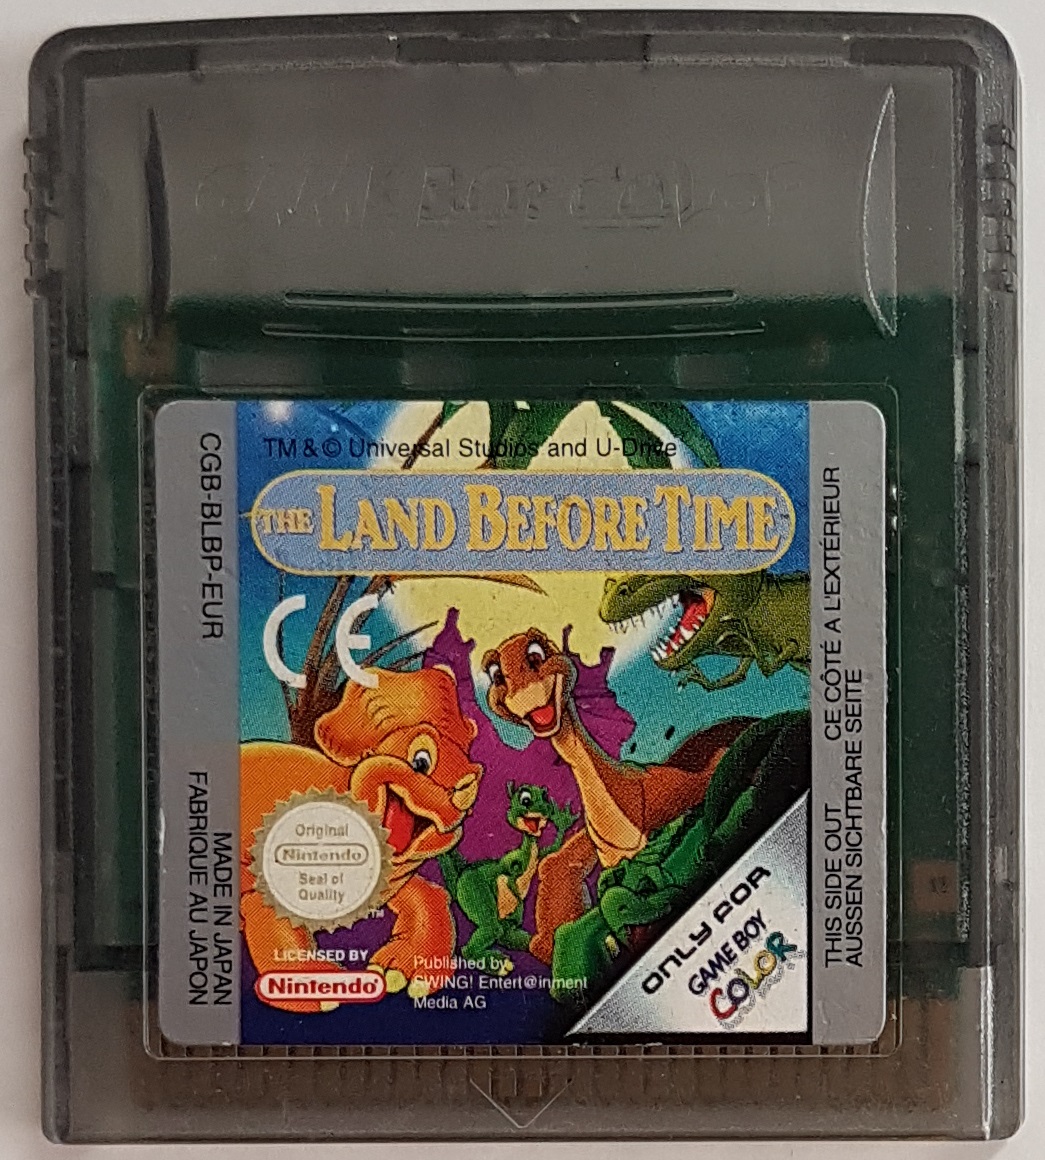 GAME BOY COLOR
TM & © Universal Studios and U-Drive
THE LAND BEFORE TIME
CE
Original
Nintendo
Seal of
Quality
TM
LICENSED BY
Nintendo
Published by
SWING! Entert@inment
Media AG
ONLY FOR
GAME BOY
COLOR
CGB-BLBP-EUR
MADE IN JAPAN
FABRIQUE AU JAPON
THIS SIDE OUT CE CÔTÉ À L'EXTÉRIEUR
AUSSEN SICHTBARE SEITE
12